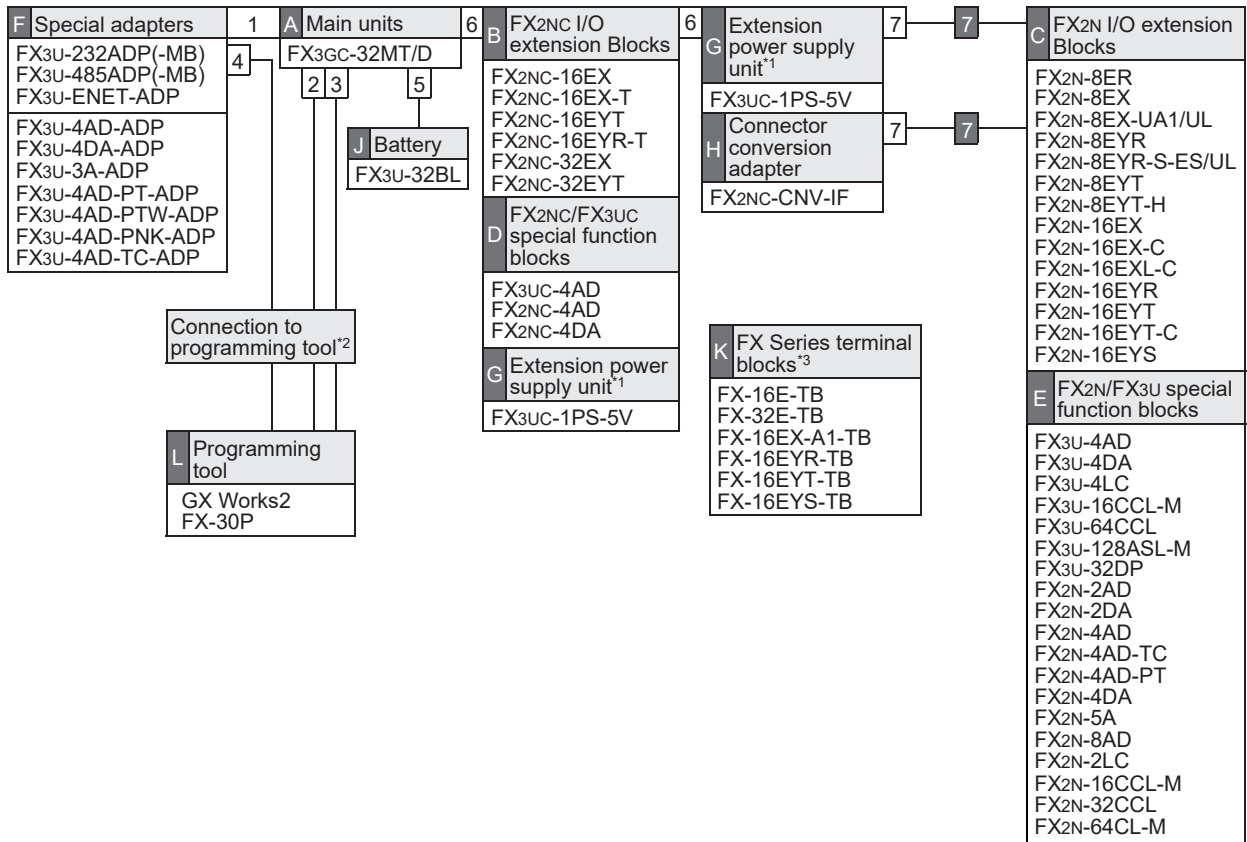 F Special adapters
FX3U-232ADP(-MB)
FX3U-485ADP(-MB)
FX3U-ENET-ADP
FX3U-4AD-ADP
FX3U-4DA-ADP
FX3U-3A-ADP
FX3U-4AD-PT-ADP
FX3U-4AD-PTW-ADP
FX3U-4AD-PNK-ADP
FX3U-4AD-TC-ADP
1
4
A Main units
FX3GC-32MT/D
2 3
5
6
J Battery
FX3U-32BL
Connection to
programming tool*2
L Programming
tool
GX Works2
FX-30P
B FX2NC I/O
extension Blocks
FX2NC-16EX
FX2NC-16EX-T
FX2NC-16EYT
FX2NC-16EYR-T
FX2NC-32EX
FX2NC-32EYT
D FX2NC/FX3UC
special function
blocks
FX3UC-4AD
FX2NC-4AD
FX2NC-4DA
G Extension power
supply unit*1
FX3UC-1PS-5V
6
G Extension
power supply
unit*1
FX3UC-1PS-5V
H Connector
conversion
adapter
FX2NC-CNV-IF
7 7
7 7
K FX Series terminal
blocks*3
FX-16E-TB
FX-32E-TB
FX-16EX-A1-TB
FX-16EYR-TB
FX-16EYT-TB
FX-16EYS-TB
C FX2N I/O extension
Blocks
FX2N-8ER
FX2N-8EX
FX2N-8EX-UA1/UL
FX2N-8EYR
FX2N-8EYR-S-ES/UL
FX2N-8EYT
FX2N-8EYT-H
FX2N-16EX
FX2N-16EX-C
FX2N-16EXL-C
FX2N-16EYR
FX2N-16EYT
FX2N-16EYT-C
FX2N-16EYS
E FX2N/FX3U special
function blocks
FX3U-4AD
FX3U-4DA
FX3U-4LC
FX3U-16CCL-M
FX3U-64CCL
FX3U-128ASL-M
FX3U-32DP
FX2N-2AD
FX2N-2DA
FX2N-4AD
FX2N-4AD-TC
FX2N-4AD-PT
FX2N-4DA
FX2N-5A
FX2N-8AD
FX2N-2LC
FX2N-16CCL-M
FX2N-32CCL
FX2N-64CL-M